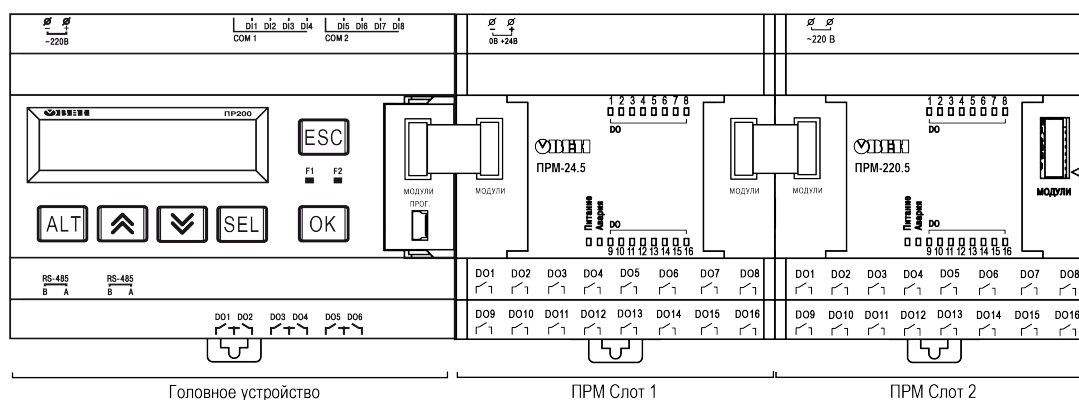 - +
~220В
DI1 DI2 DI3 DI4
COM 1
DI5 DI6 DI7 DI8
COM 2
- +
0В +24В
~220 В
ОВЕН
ПР200
ESC
F1 F2
ALT
SEL
OK
МОДУЛИ
ПРОГ.
RS-485
B A
RS-485
B A
DO1 DO2 DO3 DO4 DO5 DO6
МОДУЛИ
1 2 3 4 5 6 7 8
DO
ОВЕН
ПРМ-24.5
Питание
Авария
DO
9 10 11 12 13 14 15 16
МОДУЛИ
DO1 DO2 DO3 DO4 DO5 DO6 DO7 DO8
DO9 DO10 DO11 DO12 DO13 DO14 DO15 DO16
МОДУЛИ
1 2 3 4 5 6 7 8
DO
ОВЕН
ПРМ-220.5
Питание
Авария
DO
9 10 11 12 13 14 15 16
МОДУЛИ
DO1 DO2 DO3 DO4 DO5 DO6 DO7 DO8
DO9 DO10 DO11 DO12 DO13 DO14 DO15 DO16
Головное устройство
ПРМ Слот 1
ПРМ Слот 2